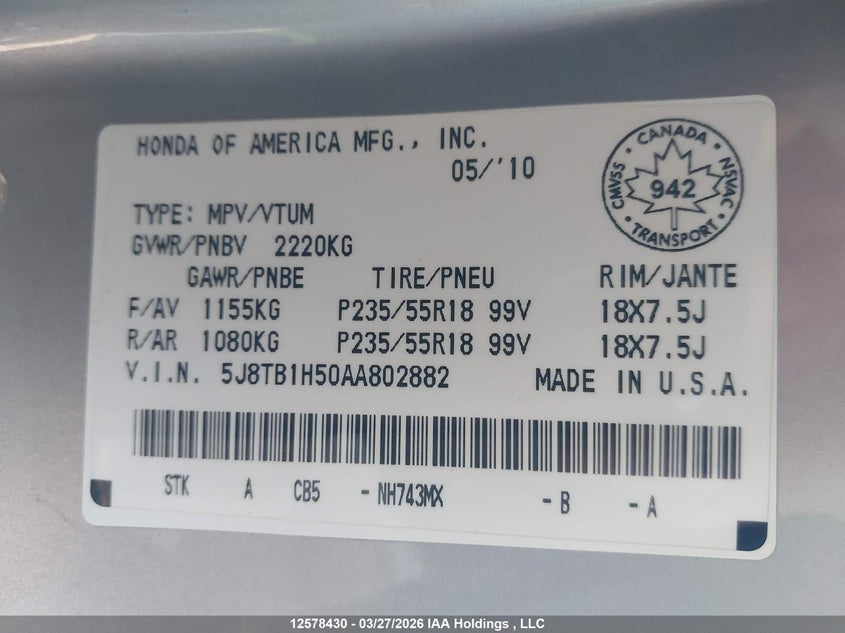 HONDA OF AMERICA MFG., INC.
05/'10
CANADA
CMVSS
NSVAC
942
TRANSPORT
TYPE: MPV/VTUM
GVWR/PNBV 2220KG
GAWR/PNBE TIRE/PNEU RIM/JANTE
F/AV 1155KG P235/55R18 99V 18X7.5J
R/AR 1080KG P235/55R18 99V 18X7.5J
V.I.N. 5J8TB1H50AA802882 MADE IN U.S.A.
STK A CB5 -NH743MX -B -A
12578430 - 03/27/2026 IAA Holdings , LLC